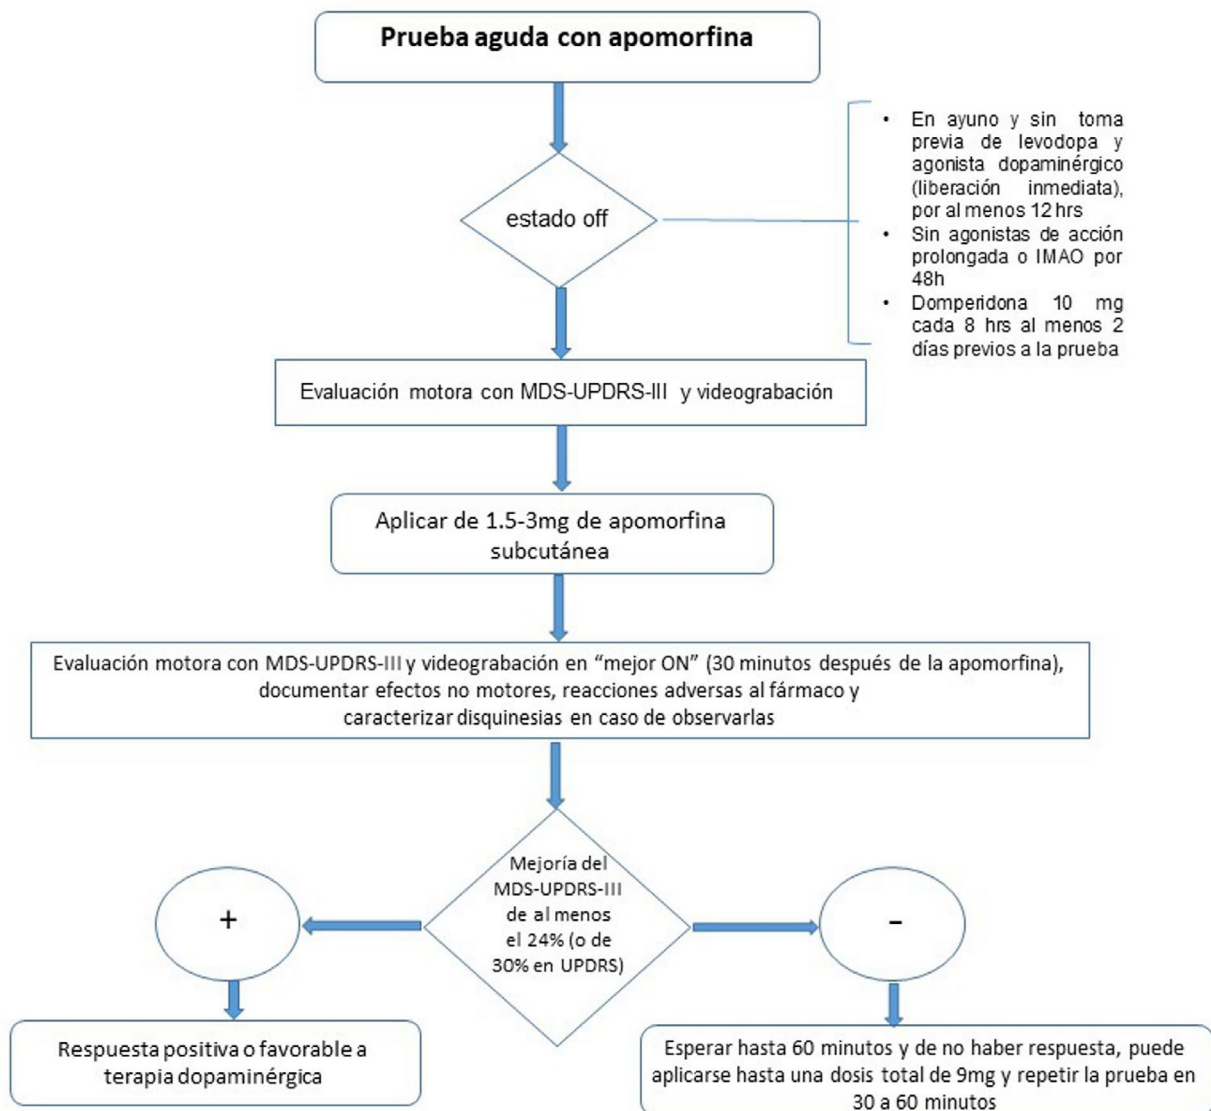 Prueba aguda con apomorfina
estado off
• En ayuno y sin toma
previa de levodopa y
agonista dopaminérgico
(liberación inmediata),
por al menos 12 hrs
• Sin agonistas de acción
prolongada o IMAO por
48h
• Domperidona 10 mg
cada 8 hrs al menos 2
días previos a la prueba
Evaluación motora con MDS-UPDRS-III y videograbación
Aplicar de 1.5-3mg de apomorfina
subcutánea
Evaluación motora con MDS-UPDRS-III y videograbación en “mejor ON” (30 minutos después de la apomorfina),
documentar efectos no motores, reacciones adversas al fármaco y
caracterizar disquinesias en caso de observarlas
Mejoría del
MDS-UPDRS-III
de al menos
el 24% (o de
30% en UPDRS)
+
-
Respuesta positiva o favorable a
terapia dopaminérgica
Esperar hasta 60 minutos y de no haber respuesta, puede
aplicarse hasta una dosis total de 9mg y repetir la prueba en
30 a 60 minutos